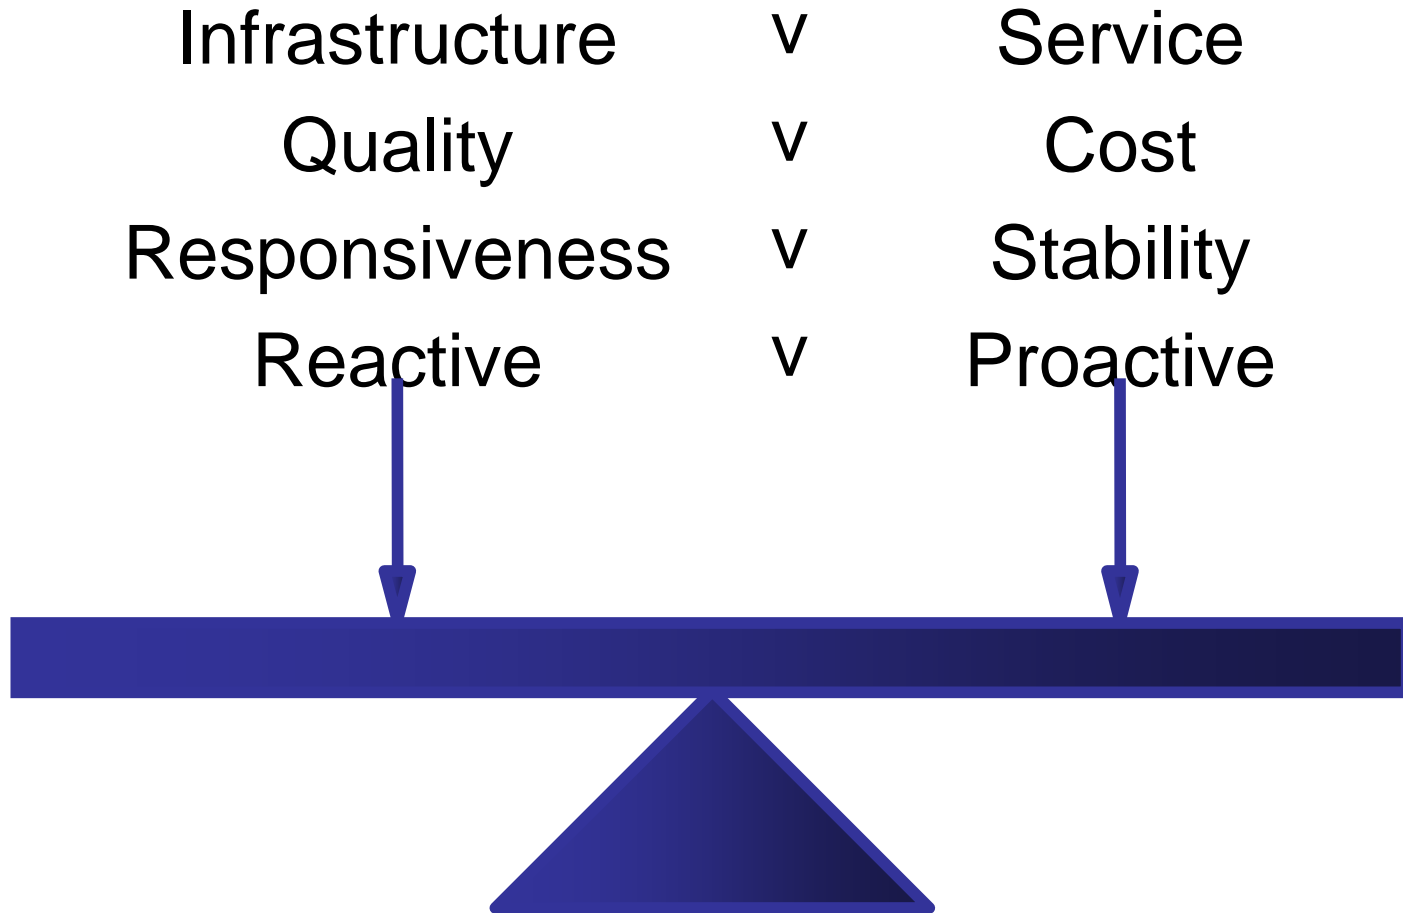 Infrastructure v Service
Quality v Cost
Responsiveness v Stability
Reactive v Proactive